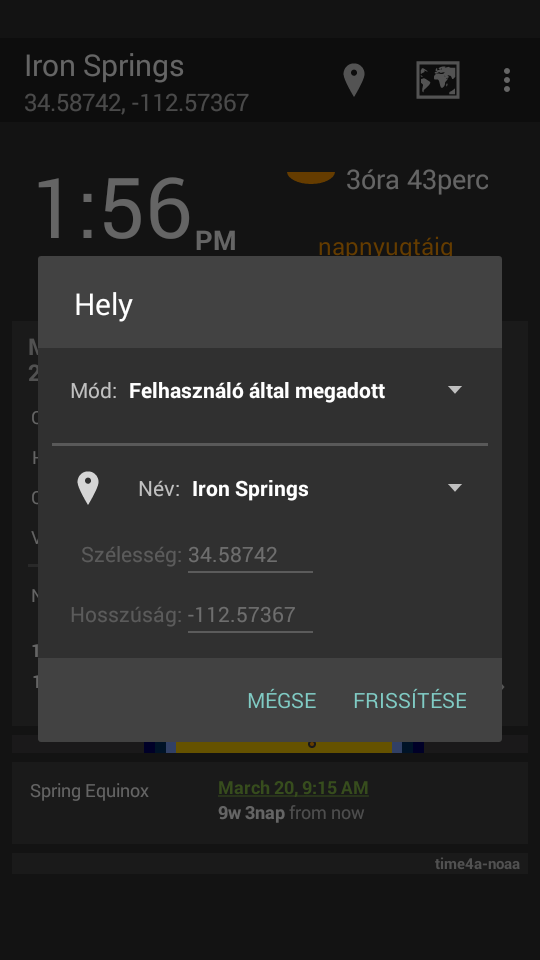 Iron Springs
34.58742, -112.57367
1:56 PM
3óra 43perc
napnyugtáig
Hely
Mód: Felhasználó által megadott
Név: Iron Springs
Szélesség: 34.58742
Hosszúság: -112.57367
MÉGSE FRISSÍTÉSE
Spring Equinox
March 20, 9:15 AM
9w 3nap from now
time4a-noaa